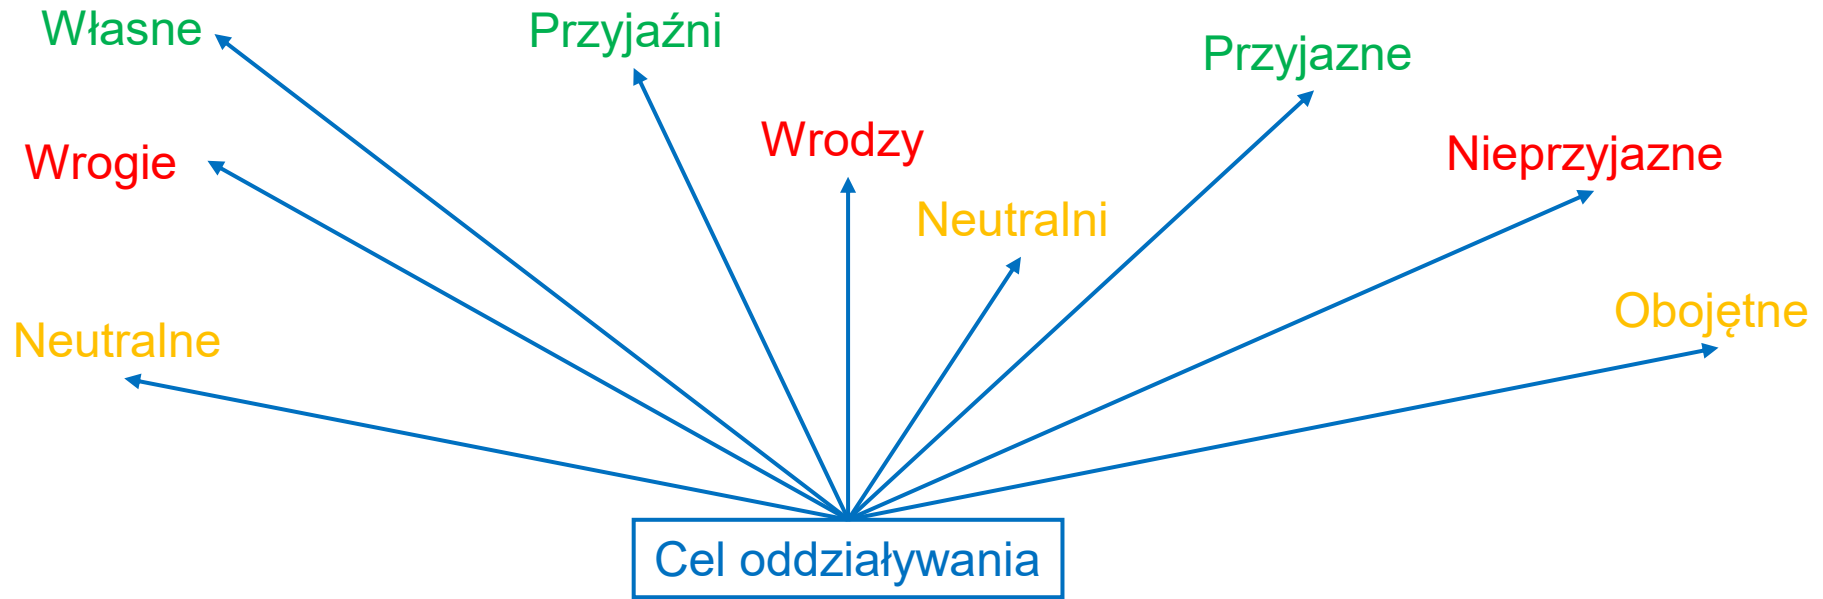 Własne
Przyjaźni
Przyjazne
Wrogie
Wrodzy
Nieprzyjazne
Neutralni
Neutralne
Obojętne
Cel oddziaływania